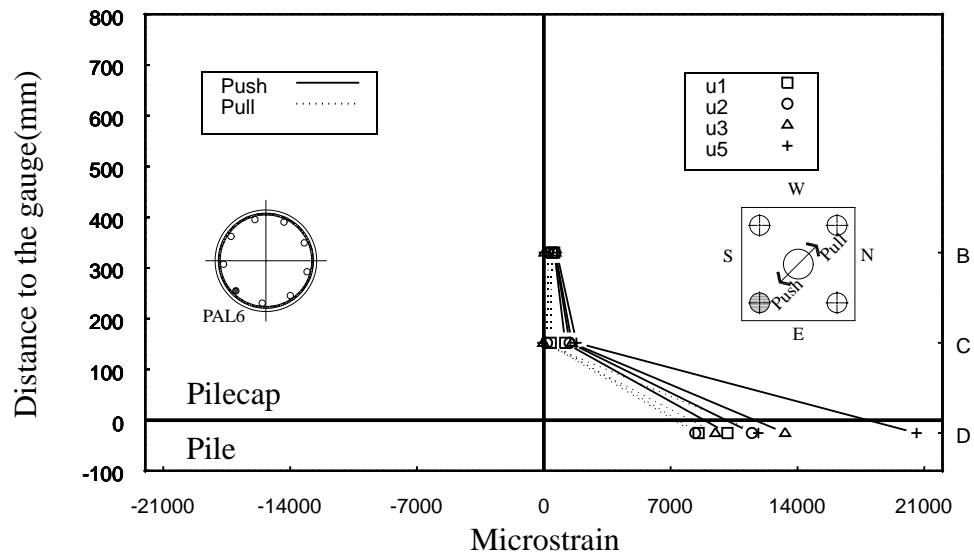 800
700
600
500
400
300
200
100
0
-100
Distance to the gauge(mm)
Push
Pull
PAL6
Pilecap
Pile
u1
u2
u3
u5
W
S
N
E
Pull
Push
B
C
D
-21000 -14000 -7000 0 7000 14000 21000
Microstrain